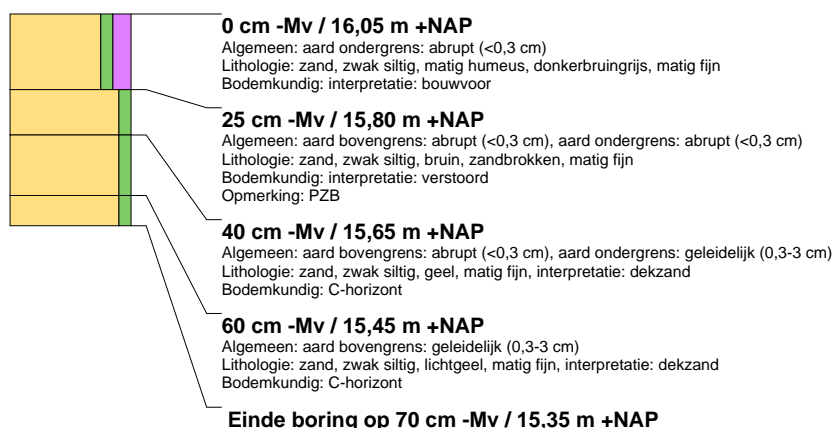 0 cm -Mv / 16,05 m +NAP
Algemeen: aard ondergrens: abrupt (<0,3 cm)
Lithologie: zand, zwak siltig, matig humeus, donkerbruingrijs, matig fijn
Bodemkundig: interpretatie: bouwvoor
25 cm -Mv / 15,80 m +NAP
Algemeen: aard bovengrens: abrupt (<0,3 cm), aard ondergrens: abrupt (<0,3 cm)
Lithologie: zand, zwak siltig, bruin, zandbrokken, matig fijn
Bodemkundig: interpretatie: verstoord
Opmerking: PZB
40 cm -Mv / 15,65 m +NAP
Algemeen: aard bovengrens: abrupt (<0,3 cm), aard ondergrens: geleidelijk (0,3-3 cm)
Lithologie: zand, zwak siltig, geel, matig fijn, interpretatie: dekzand
Bodemkundig: C-horizont
60 cm -Mv / 15,45 m +NAP
Algemeen: aard bovengrens: geleidelijk (0,3-3 cm)
Lithologie: zand, zwak siltig, lichtgeel, matig fijn, interpretatie: dekzand
Bodemkundig: C-horizont
Einde boring op 70 cm -Mv / 15,35 m +NAP